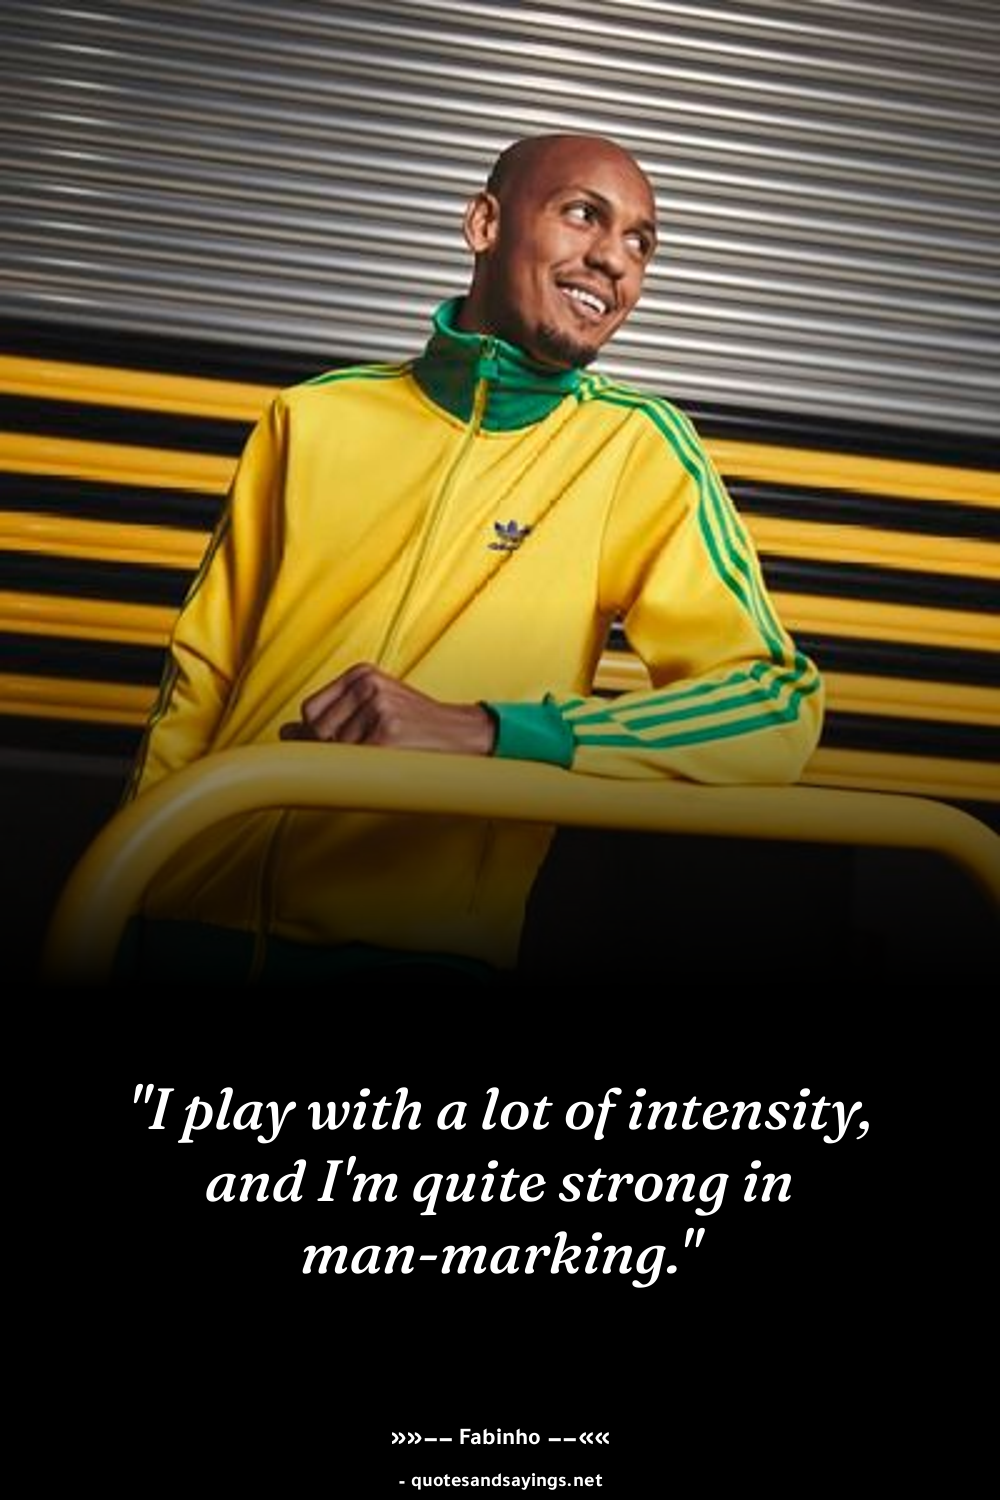 "I play with a lot of intensity,
and I'm quite strong in
man-marking."
»»-– Fabinho -–««
- quotesandsayings.net